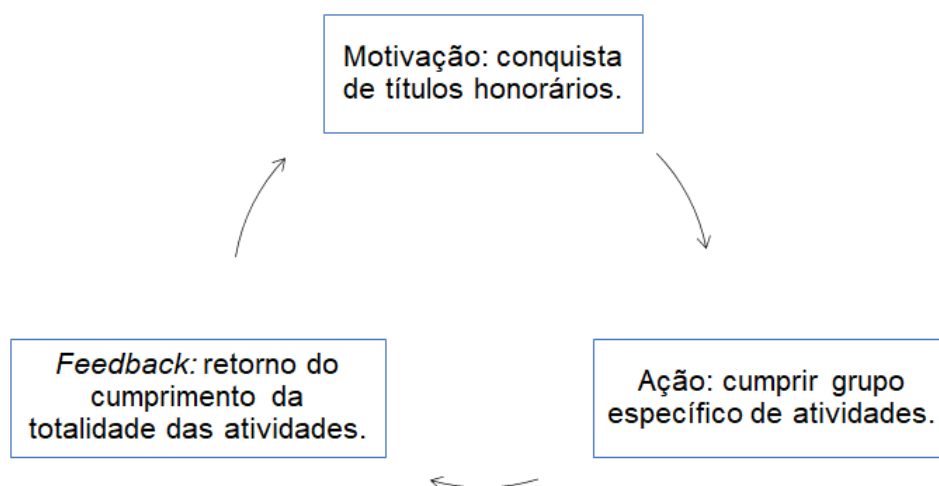 Motivação: conquista
de títulos honorários.
Feedback: retorno do
cumprimento da
totalidade das atividades.
Ação: cumprir grupo
específico de atividades.